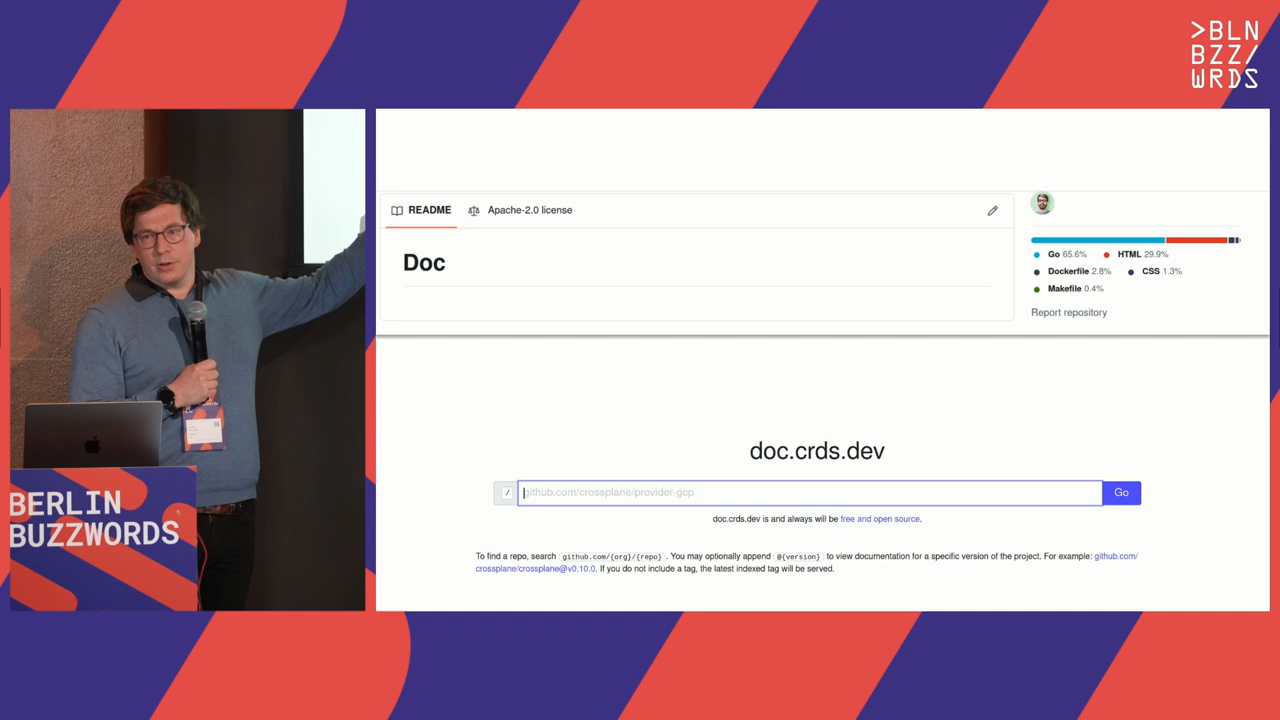 >BLN
BZZ/
WRDS
BERLIN
BUZZWORDS
README
Apache-2.0 license
Doc
Go 65.6%
HTML 29.9%
Dockerfile 2.8%
CSS 1.3%
Makefile 0.4%
Report repository
doc.crds.dev
/
github.com/crossplane/provider-gcp
Go
doc.crds.dev is and always will be free and open source.
To find a repo, search github.com/{org}/{repo} . You may optionally append @{version} to view documentation for a specific version of the project. For example: github.com/
crossplane/crossplane@v0.10.0. If you do not include a tag, the latest indexed tag will be served.